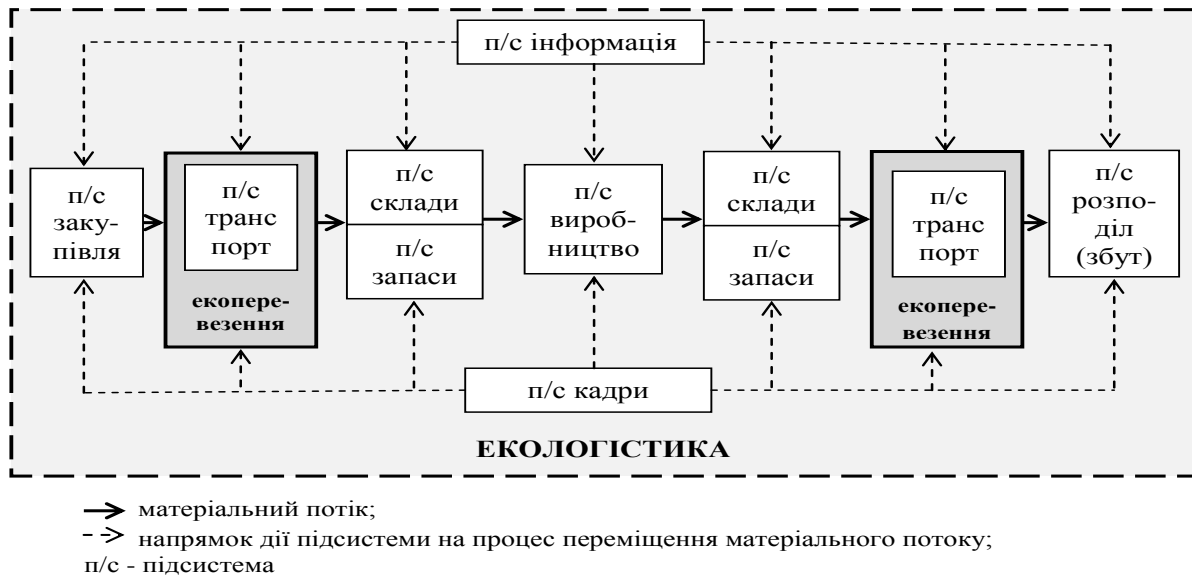 п/с інформація
п/с
заку-
півля
п/с
транс
порт
екопере-
везення
п/с
склади
п/с
запаси
п/с
вироб-
ництво
п/с
склади
п/с
запаси
п/с
транс
порт
екопере-
везення
п/с
розпо-
діл
(збут)
п/с кадри
ЕКОЛОГІСТИКА
матеріальний потік;
напрямок дії підсистеми на процес переміщення матеріального потоку;
п/с - підсистема